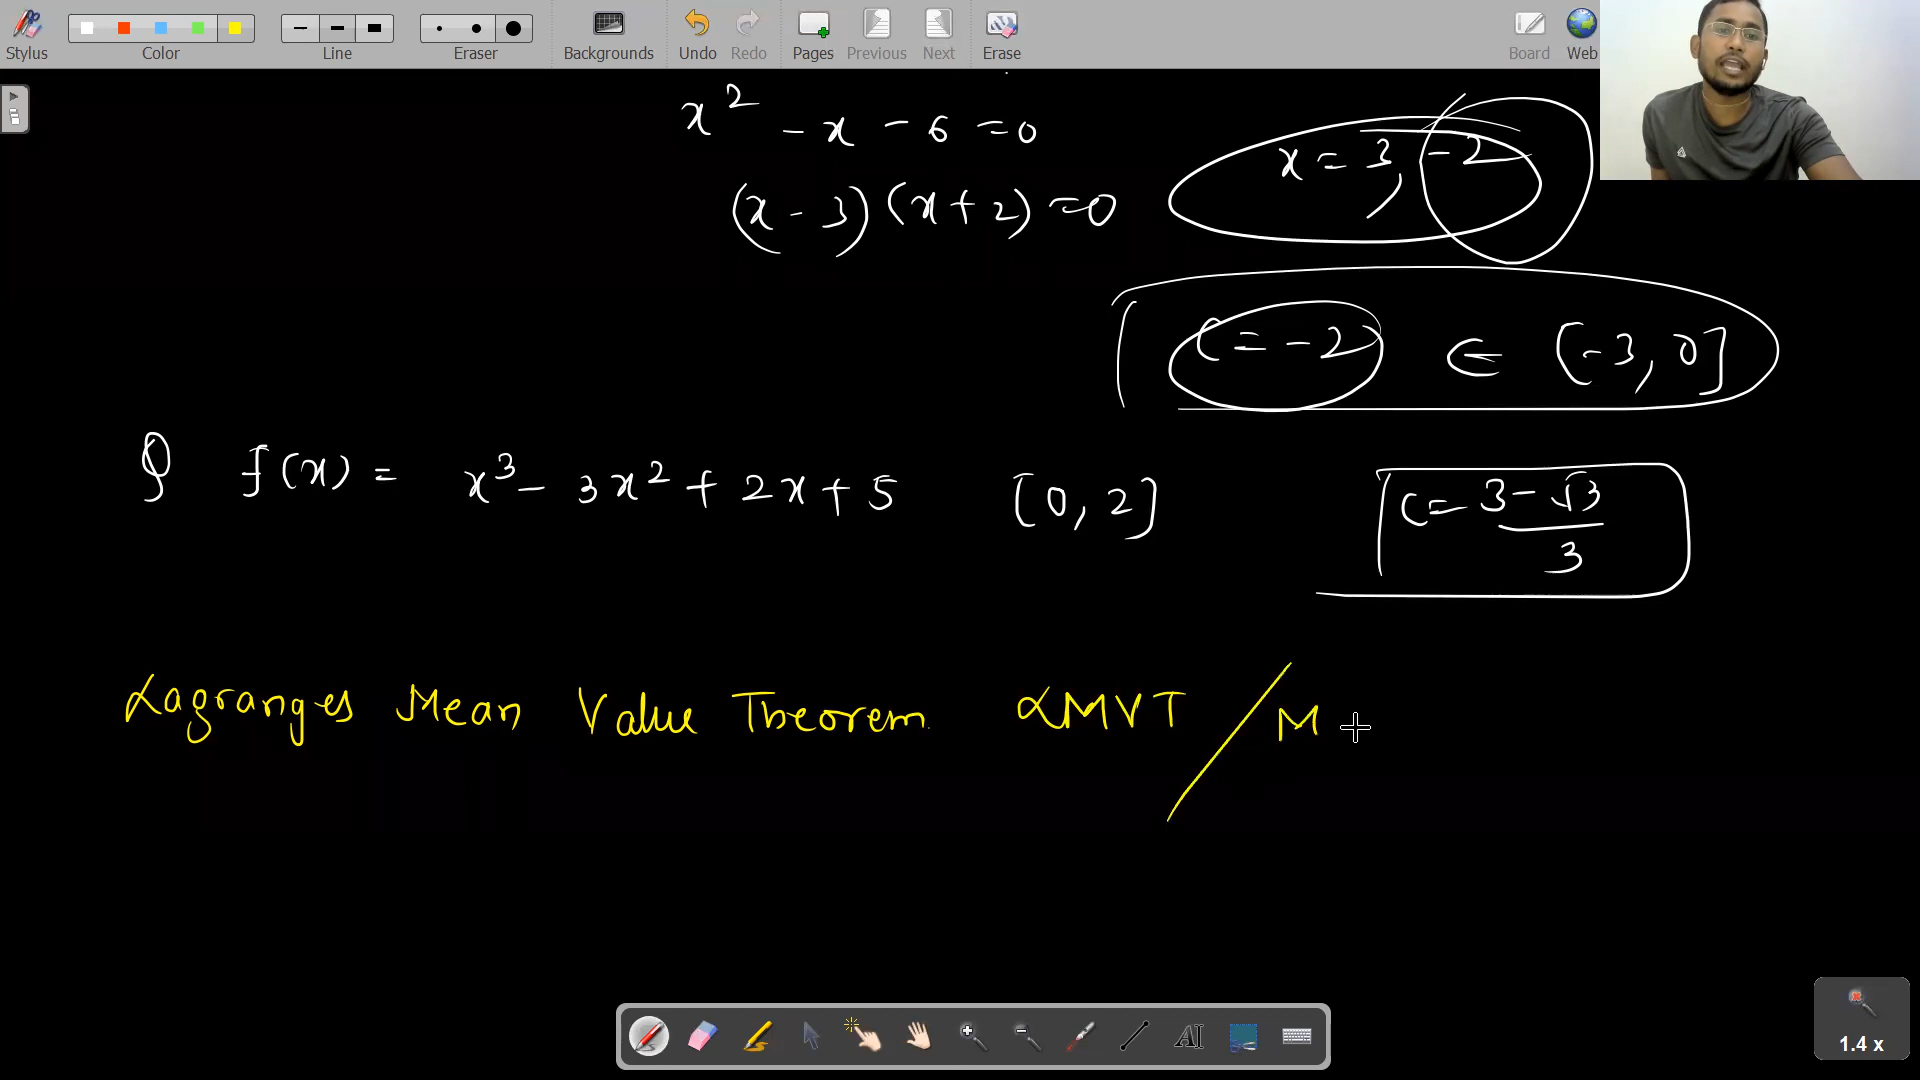 Stylus Color Line Eraser Backgrounds Undo Redo Pages Previous Next Erase Board Web
x² - x - 6 = 0
x = 3, -2
(x - 3) (x + 2) = 0
c = -2 ∈ [-3, 0]
Q f(x) = x³ - 3x² + 2x + 5 [0, 2] c = (3 - √3)/3
Lagranges Mean Value Theorem LMVT / M
1.4 x